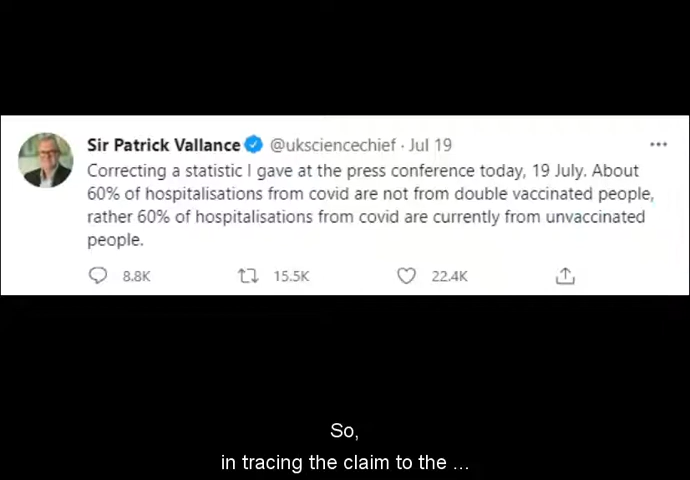 Sir Patrick Vallance @uksciencechief · Jul 19
Correcting a statistic I gave at the press conference today, 19 July. About
60% of hospitalisations from covid are not from double vaccinated people,
rather 60% of hospitalisations from covid are currently from unvaccinated
people.
8.8K 15.5K 22.4K
So,
in tracing the claim to the ...